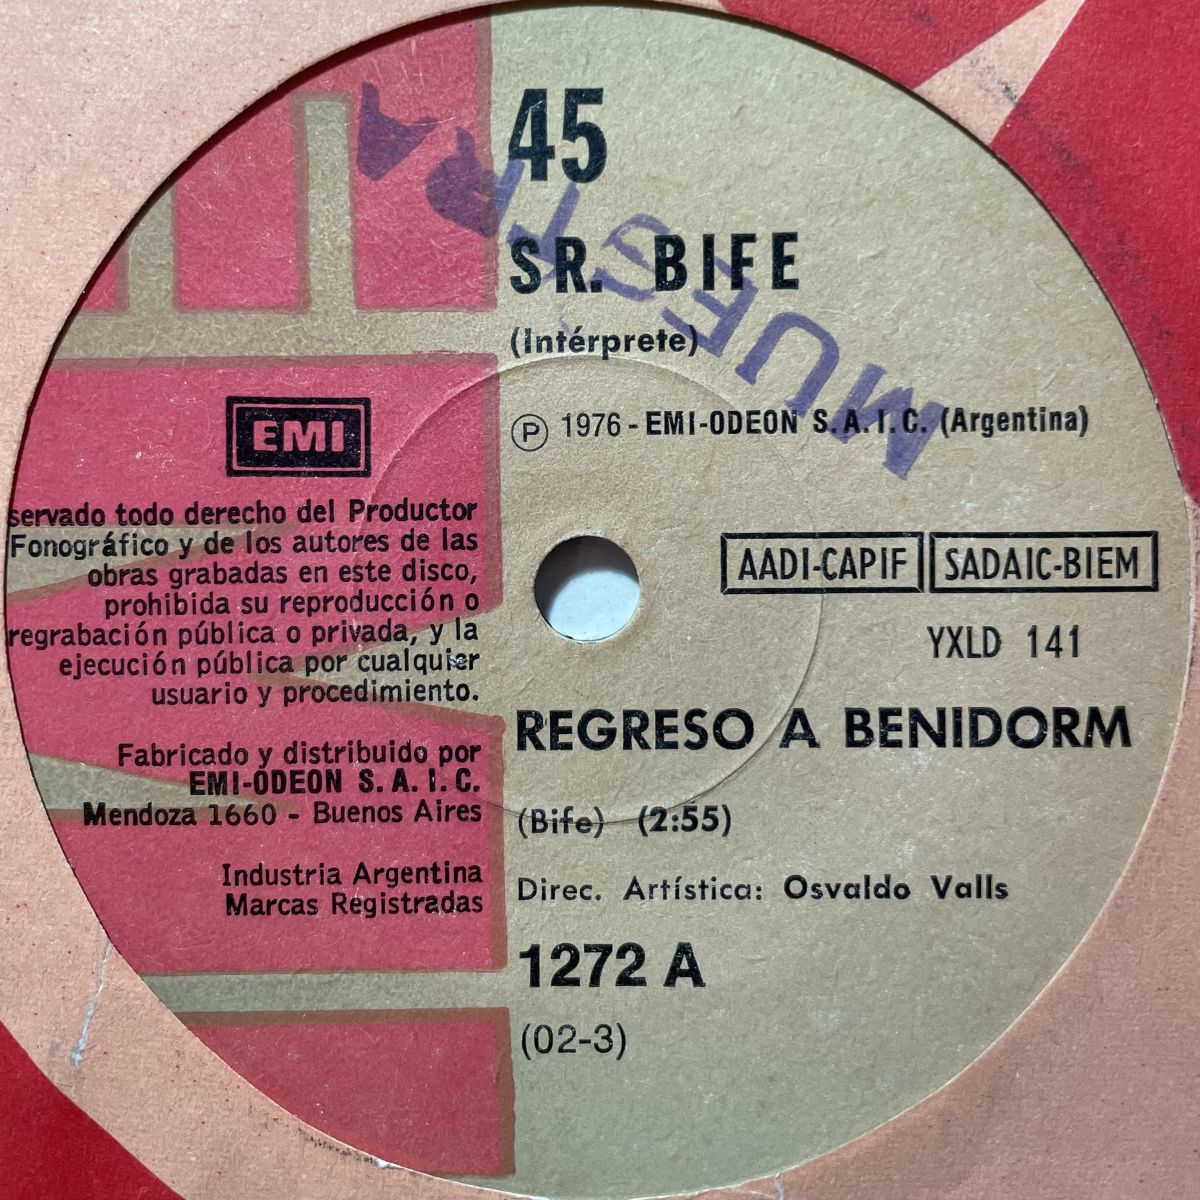 45
MUESTRA
SR. BIFE
(Intérprete)
EMI
℗ 1976 - EMI-ODEON S.A.I.C. (Argentina)
servado todo derecho del Productor
Fonográfico y de los autores de las
obras grabadas en este disco,
prohibida su reproducción o
regrabación pública o privada, y la
ejecución pública por cualquier
usuario y procedimiento.
Fabricado y distribuido por
EMI-ODEON S.A.I.C.
Mendoza 1660 - Buenos Aires
Industria Argentina
Marcas Registradas
AADI-CAPIF SADAIC-BIEM
YXLD 141
REGRESO A BENIDORM
(Bife) (2:55)
Direc. Artística: Osvaldo Valls
1272 A
(02-3)